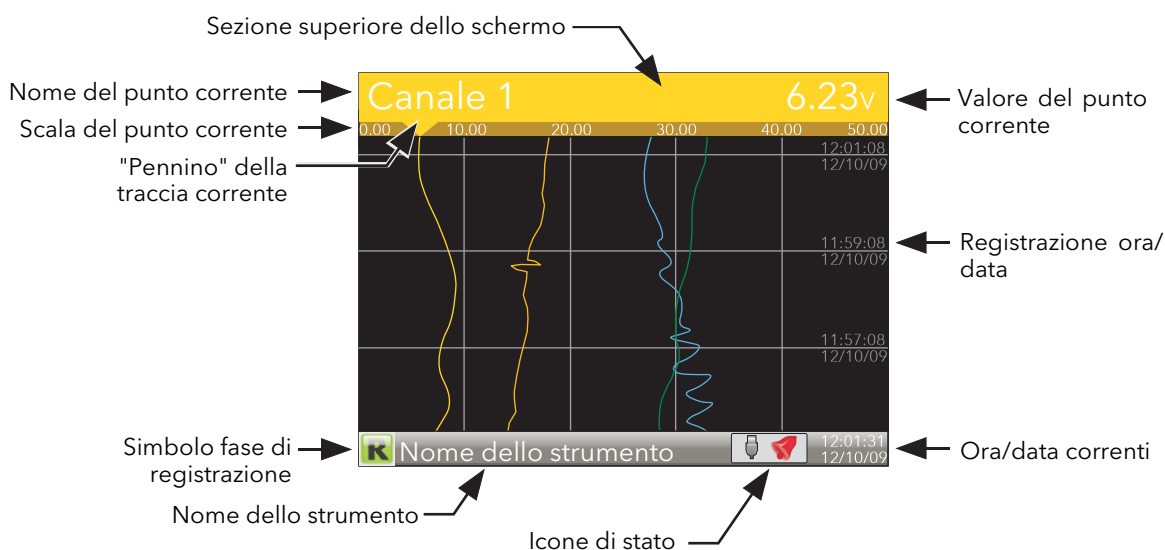 Sezione superiore dello schermo
Nome del punto corrente
Canale 1
6.23V
Valore del punto
corrente
Scala del punto corrente
0.00 10.00 20.00 30.00 40.00 50.00
"Pennino" della
traccia corrente
12:01:08
12/10/09
11:59:08
12/10/09
Registrazione ora/
data
11:57:08
12/10/09
Simbolo fase di
registrazione
K
Nome dello strumento
12:01:31
12/10/09
Ora/data correnti
Nome dello strumento
Icone di stato